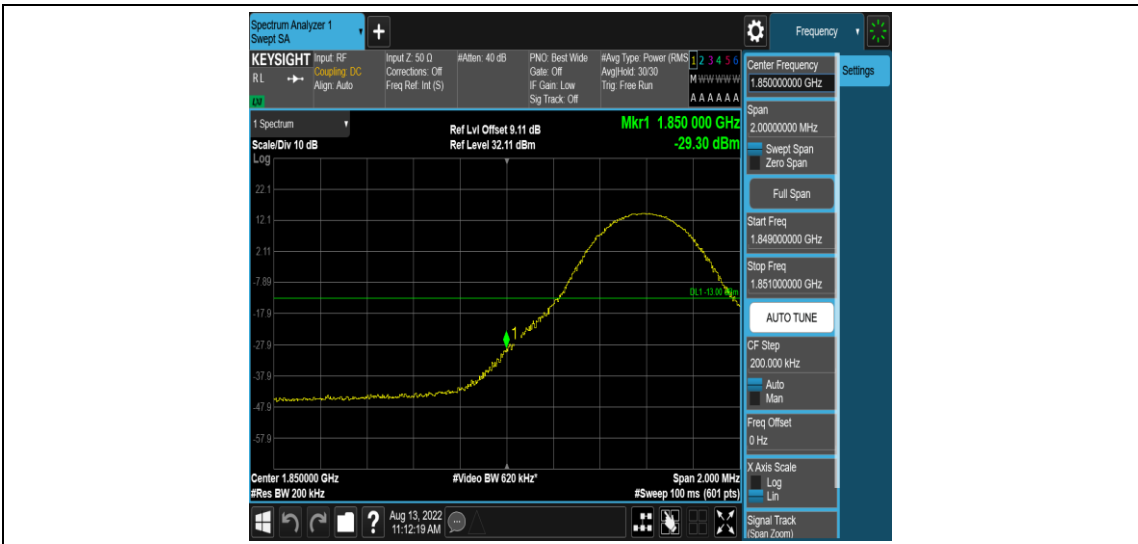 Spectrum Analyzer 1
Swept SA
+
Frequency
KEYSIGHT
Input: RF
Input Z: 50 Ω
#Atten: 40 dB
PNO: Best Wide
#Avg Type: Power (RMS
1 2 3 4 5 6
RL
Coupling: DC
Corrections: Off
Gate: Off
Avg|Hold: 30/30
M W W W W W
Align: Auto
Freq Ref: Int (S)
IF Gain: Low
Trig: Free Run
Sig Track: Off
A A A A A A
LXI
Center Frequency
1.850000000 GHz
Settings
1 Spectrum
Ref Lvl Offset 9.11 dB
Mkr1 1.850 000 GHz
Scale/Div 10 dB
Ref Level 32.11 dBm
-29.30 dBm
Log
22.1
12.1
2.11
-7.89
-17.9
-27.9
-37.9
-47.9
-57.9
DL1 -13.00 dBm
1
Span
2.00000000 MHz
Swept Span
Zero Span
Full Span
Start Freq
1.849000000 GHz
Stop Freq
1.851000000 GHz
AUTO TUNE
CF Step
200.000 kHz
Auto
Man
Freq Offset
0 Hz
X Axis Scale
Log
Lin
Signal Track
(Span Zoom)
Center 1.850000 GHz
#Video BW 620 kHz*
Span 2.000 MHz
#Res BW 200 kHz
#Sweep 100 ms (601 pts)
?
Aug 13, 2022
11:12:19 AM